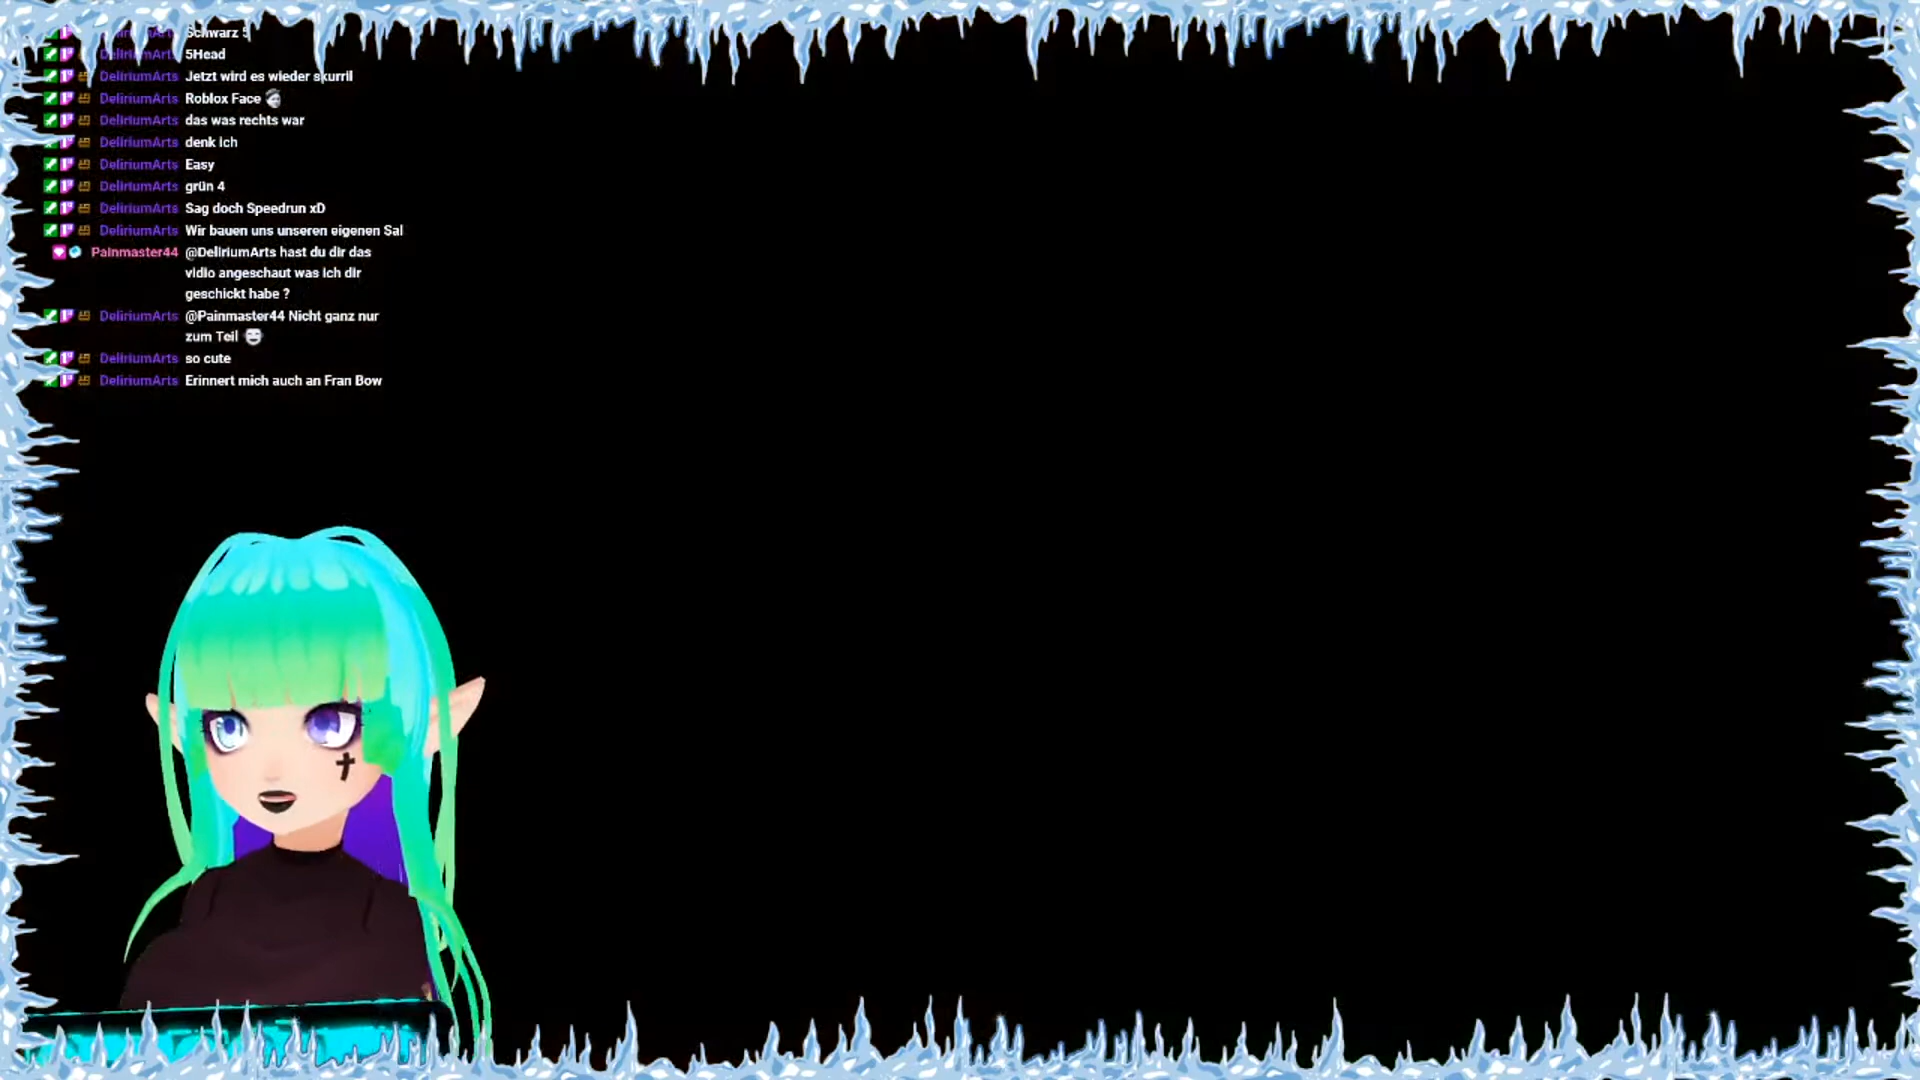 DeliriumArts Schwarz 5
DeliriumArts 5Head
DeliriumArts Jetzt wird es wieder skurril
DeliriumArts Roblox Face
DeliriumArts das was rechts war
DeliriumArts denk ich
DeliriumArts Easy
DeliriumArts grün 4
DeliriumArts Sag doch Speedrun xD
DeliriumArts Wir bauen uns unseren eigenen Sal
Painmaster44 @DeliriumArts hast du dir das
vidio angeschaut was ich dir
geschickt habe ?
DeliriumArts @Painmaster44 Nicht ganz nur
zum Teil
DeliriumArts so cute
DeliriumArts Erinnert mich auch an Fran Bow